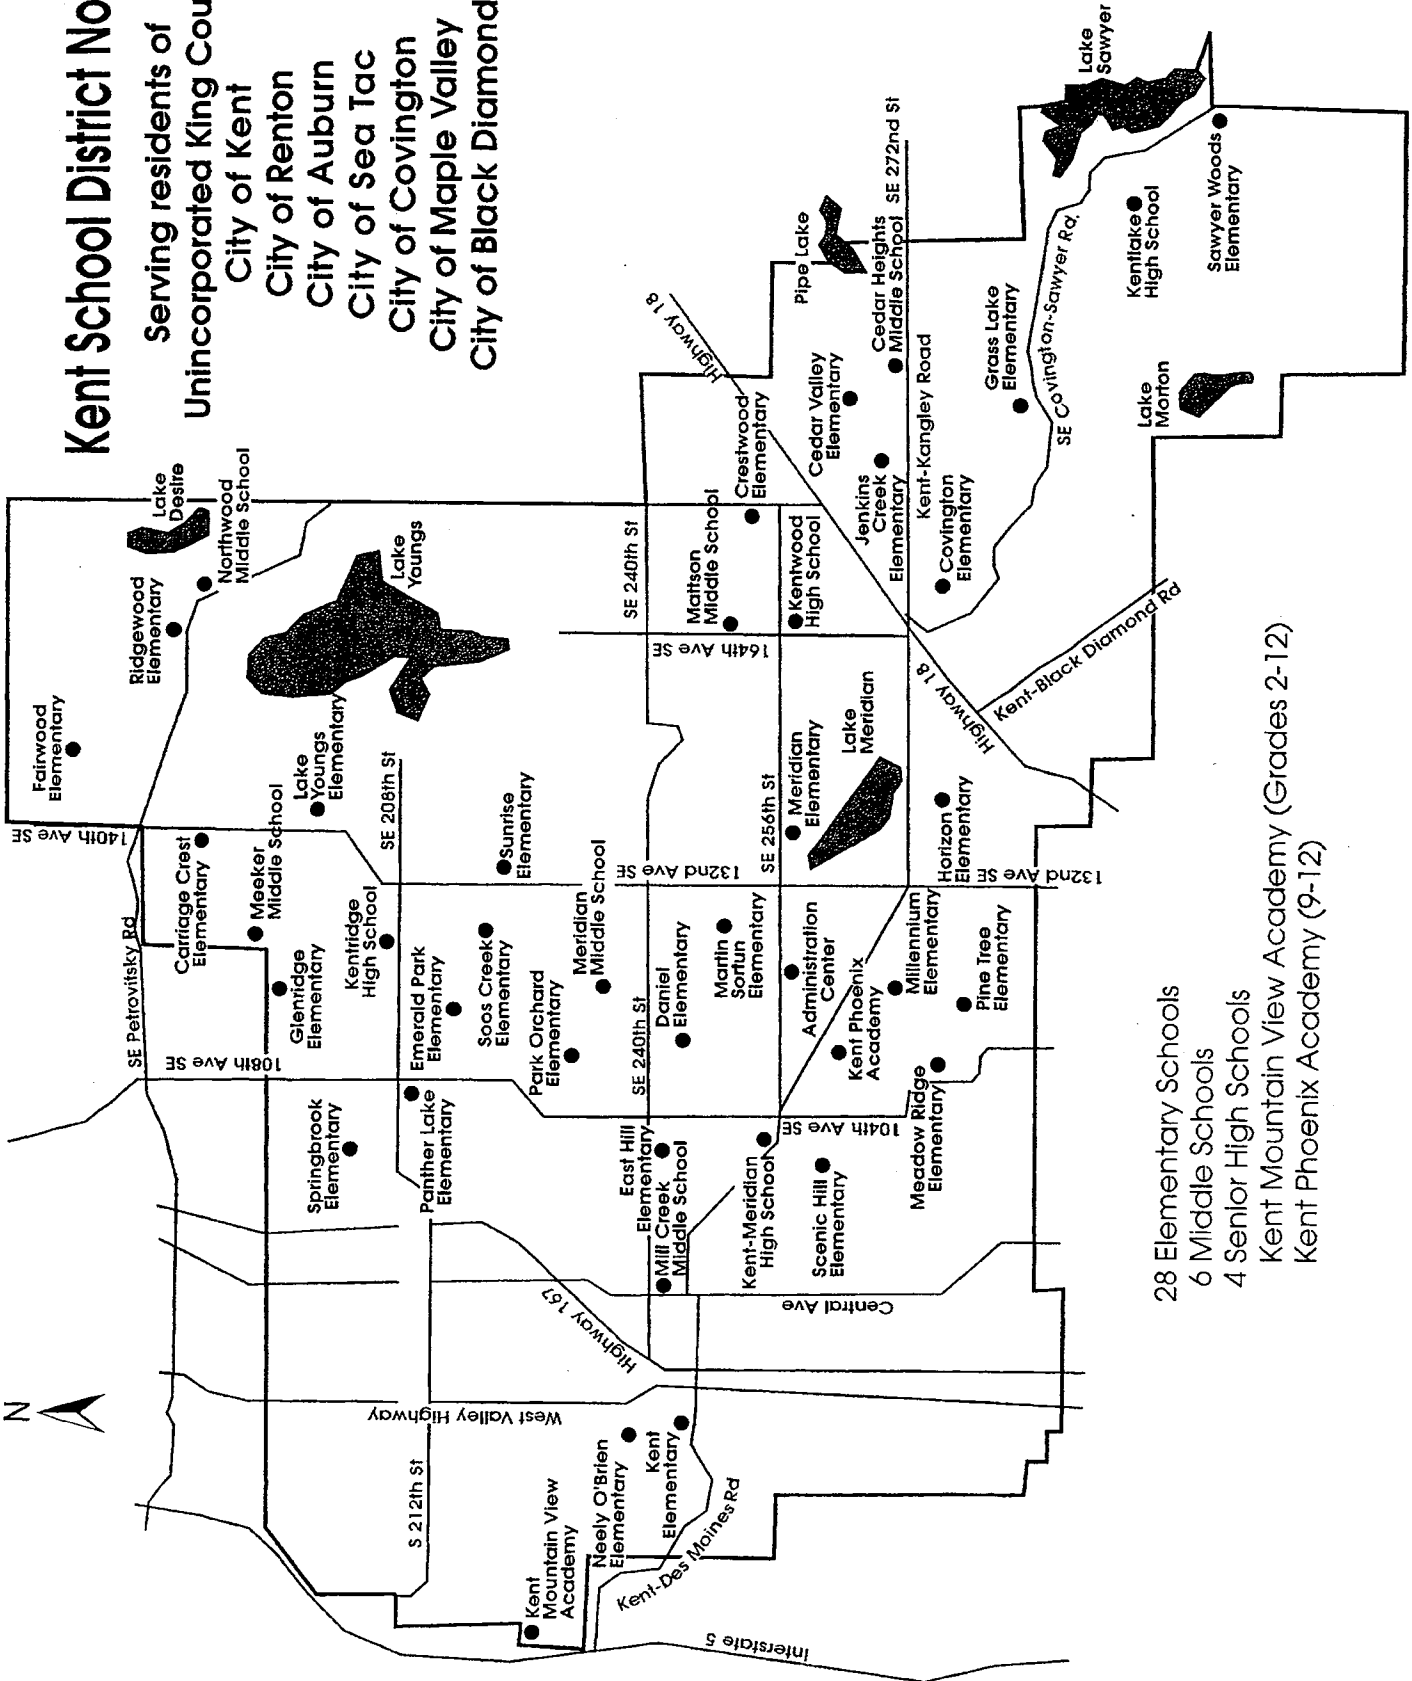 Kent School District No
Serving residents of
Unincorporated King Cou
City of Kent
City of Renton
City of Auburn
City of Sea Tac
City of Covington
City of Maple Valley
City of Black Diamond
N
Interstate 5
Kent
Mountain View
Academy
S 212th St
Neely O'Brien
Elementary
Kent
Elementary
Kent-Des Moines Rd
West Valley Highway
Highway 167
Central Ave
Springbrook
Elementary
Panther Lake
Elementary
East Hill
Elementary
Mill Creek
Middle School
Kent-Meridian
High School
Scenic Hill
Elementary
Meadow Ridge
Elementary
104th Ave SE
SE Petrovitsky Rd
108th Ave SE
Glenridge
Elementary
Kentridge
High School
Emerald Park
Elementary
Soos Creek
Elementary
Park Orchard
Elementary
Meridian
Middle School
SE 240th St
Daniel
Elementary
Martin
Sortun
Elementary
Administration
Center
Kent Phoenix
Academy
Millennium
Elementary
Pine Tree
Elementary
Carriage Crest
Elementary
Meeker
Middle School
140th Ave SE
Fairwood
Elementary
Lake
Youngs
Elementary
SE 208th St
Sunrise
Elementary
132nd Ave SE
SE 256th St
Meridian
Elementary
Lake
Meridian
Horizon
Elementary
132nd Ave SE
Ridgewood
Elementary
Northwood
Middle School
Lake
Desire
Lake
Youngs
SE 240th St
164th Ave SE
Mattson
Middle School
Crestwood
Elementary
Kentwood
High School
Highway 18
Kent-Black Diamond Rd
Jenkins
Creek
Elementary
Covington
Elementary
Kent-Kangley Road
Cedar Valley
Elementary
Cedar Heights
Middle School
Highway 18
Pipe Lake
SE 272nd St
Grass Lake
Elementary
SE Covington-Sawyer Rd.
Lake
Morton
Kentlake
High School
Sawyer Woods
Elementary
Lake
Sawyer
28 Elementary Schools
6 Middle Schools
4 Senior High Schools
Kent Mountain View Academy (Grades 2-12)
Kent Phoenix Academy (9-12)